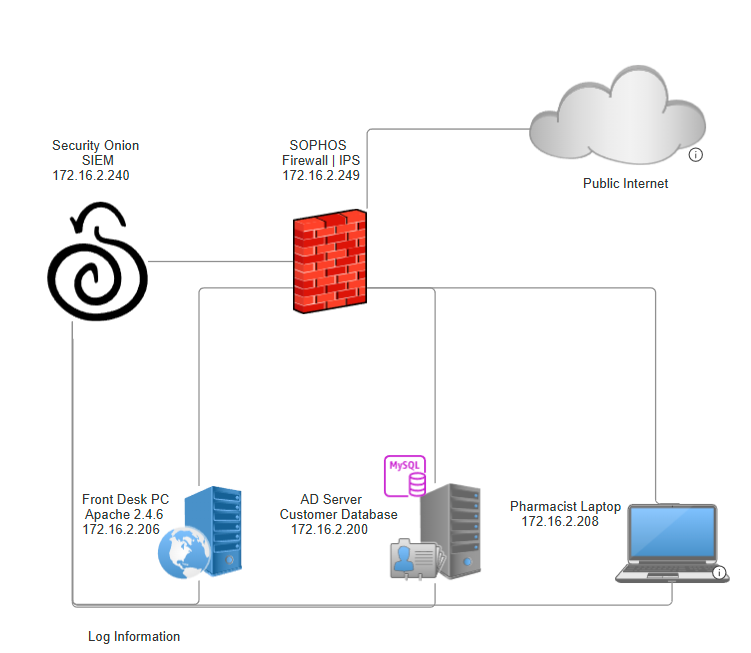 Security Onion
SIEM
172.16.2.240
SOPHOS
Firewall | IPS
172.16.2.249
Public Internet
MySQL
Front Desk PC
Apache 2.4.6
172.16.2.206
AD Server
Customer Database
172.16.2.200
Pharmacist Laptop
172.16.2.208
Log Information